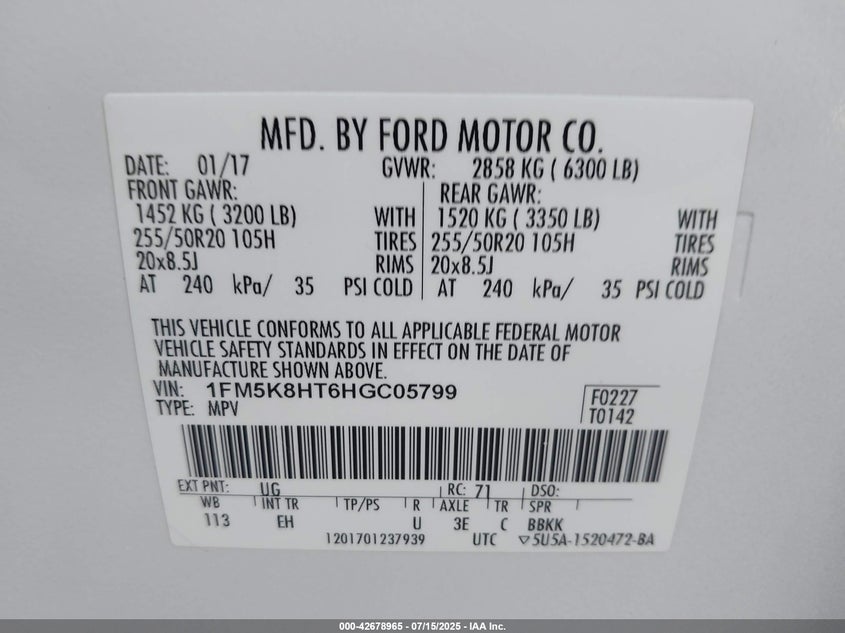 MFD. BY FORD MOTOR CO.
DATE: 01/17 GVWR: 2858 KG ( 6300 LB)
FRONT GAWR: REAR GAWR:
1452 KG ( 3200 LB) WITH 1520 KG ( 3350 LB) WITH
255/50R20 105H TIRES 255/50R20 105H TIRES
20x8.5J RIMS 20x8.5J RIMS
AT 240 kPa/ 35 PSI COLD AT 240 kPa/ 35 PSI COLD
THIS VEHICLE CONFORMS TO ALL APPLICABLE FEDERAL MOTOR
VEHICLE SAFETY STANDARDS IN EFFECT ON THE DATE OF
MANUFACTURE SHOWN ABOVE.
VIN: 1FM5K8HT6HGC05799 F0227
TYPE: MPV T0142
EXT PNT: UG RC: 71 DSO:
WB INT TR TP/PS R AXLE TR SPR
113 EH U 3E C BBKK
1201701237939 UTC ▽5U5A-1520472-BA
000-42678965 - 07/15/2025 - IAA Inc.